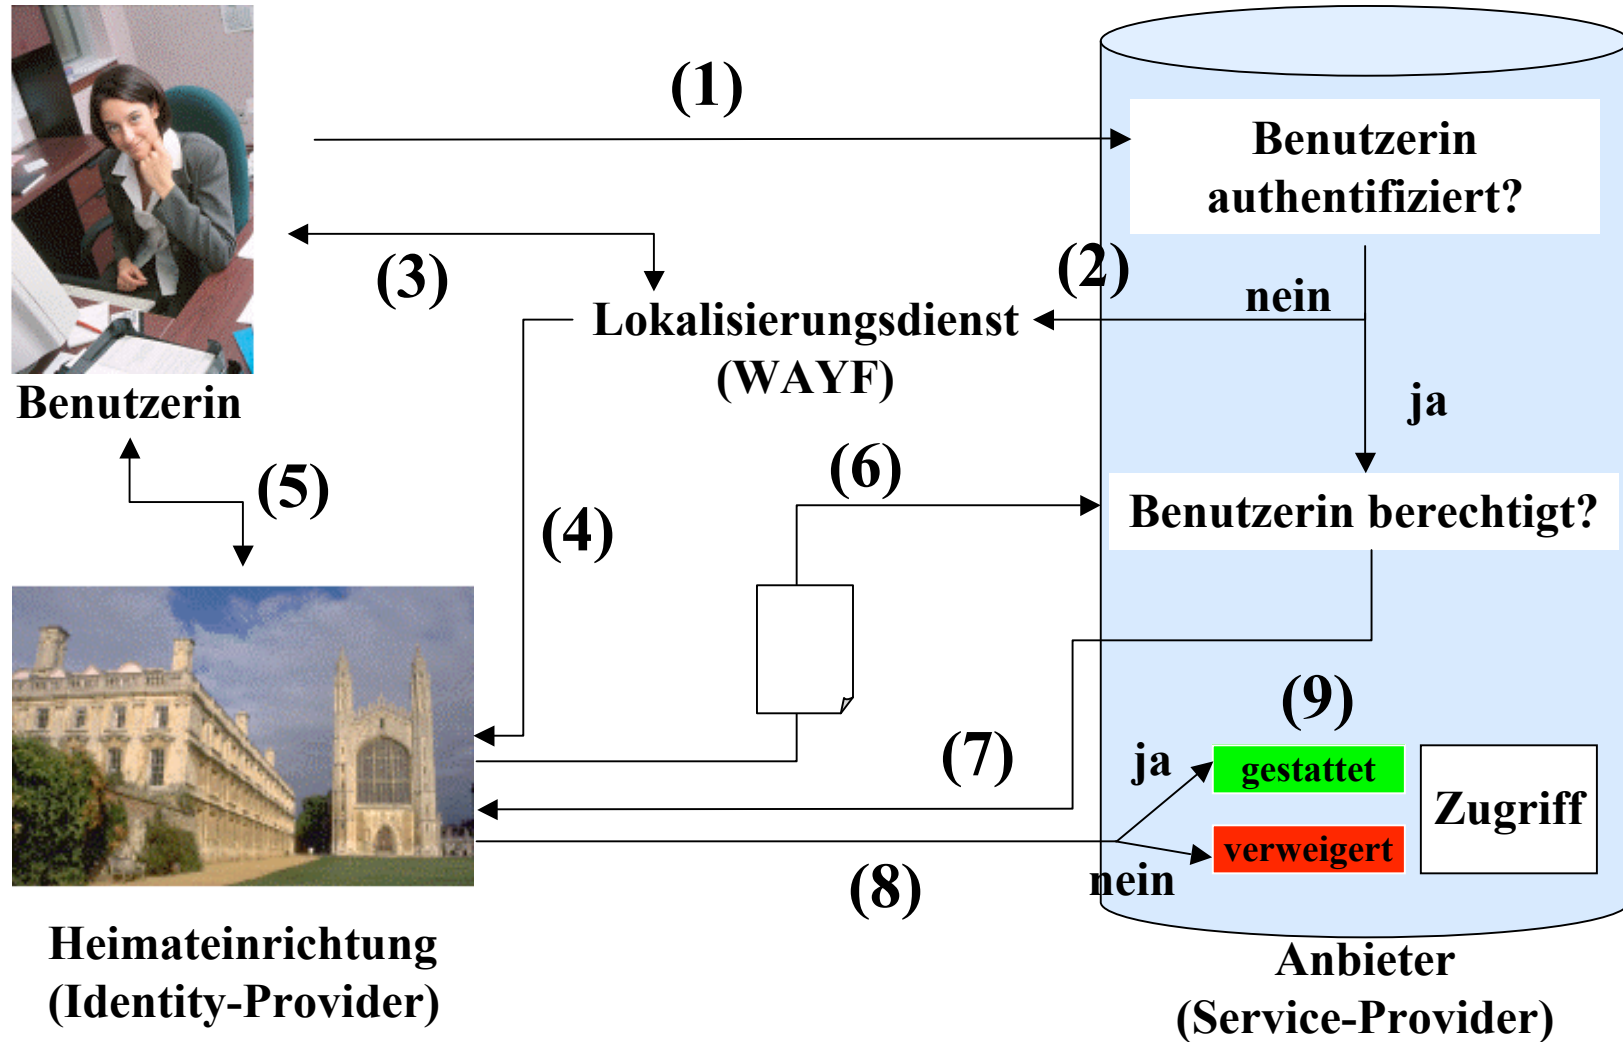 (1)
Benutzerin
authentifiziert?
(2)
(3)
nein
Lokalisierungsdienst
(WAYF)
Benutzerin
ja
(6)
(5)
Benutzerin berechtigt?
(4)
(9)
(7)
ja
gestattet
Zugriff
verweigert
nein
(8)
Heimateinrichtung
(Identity-Provider)
Anbieter
(Service-Provider)